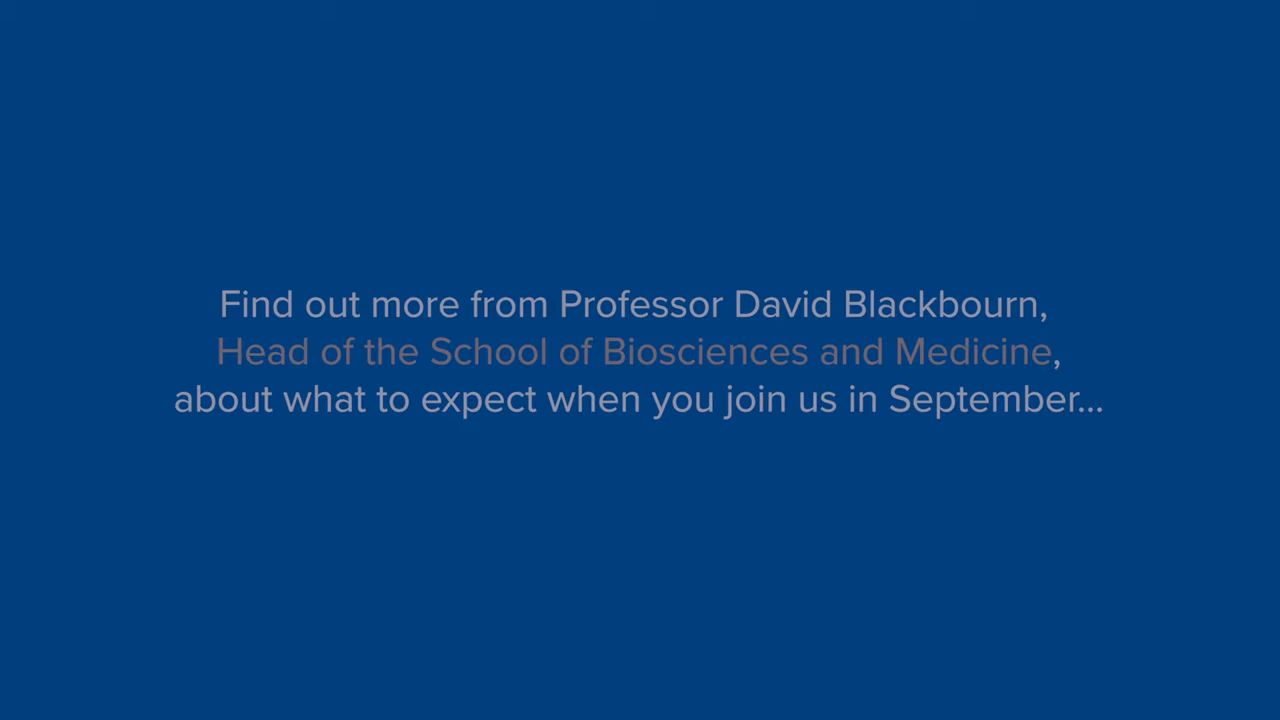 Find out more from Professor David Blackbourn,
Head of the School of Biosciences and Medicine,
about what to expect when you join us in September...